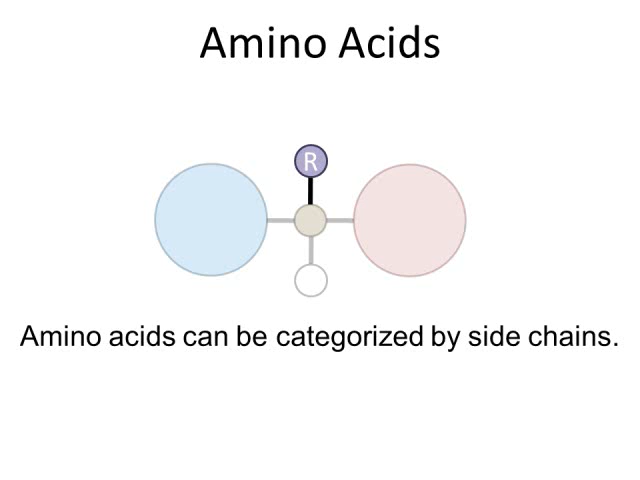 Amino Acids
R
Amino acids can be categorized by side chains.